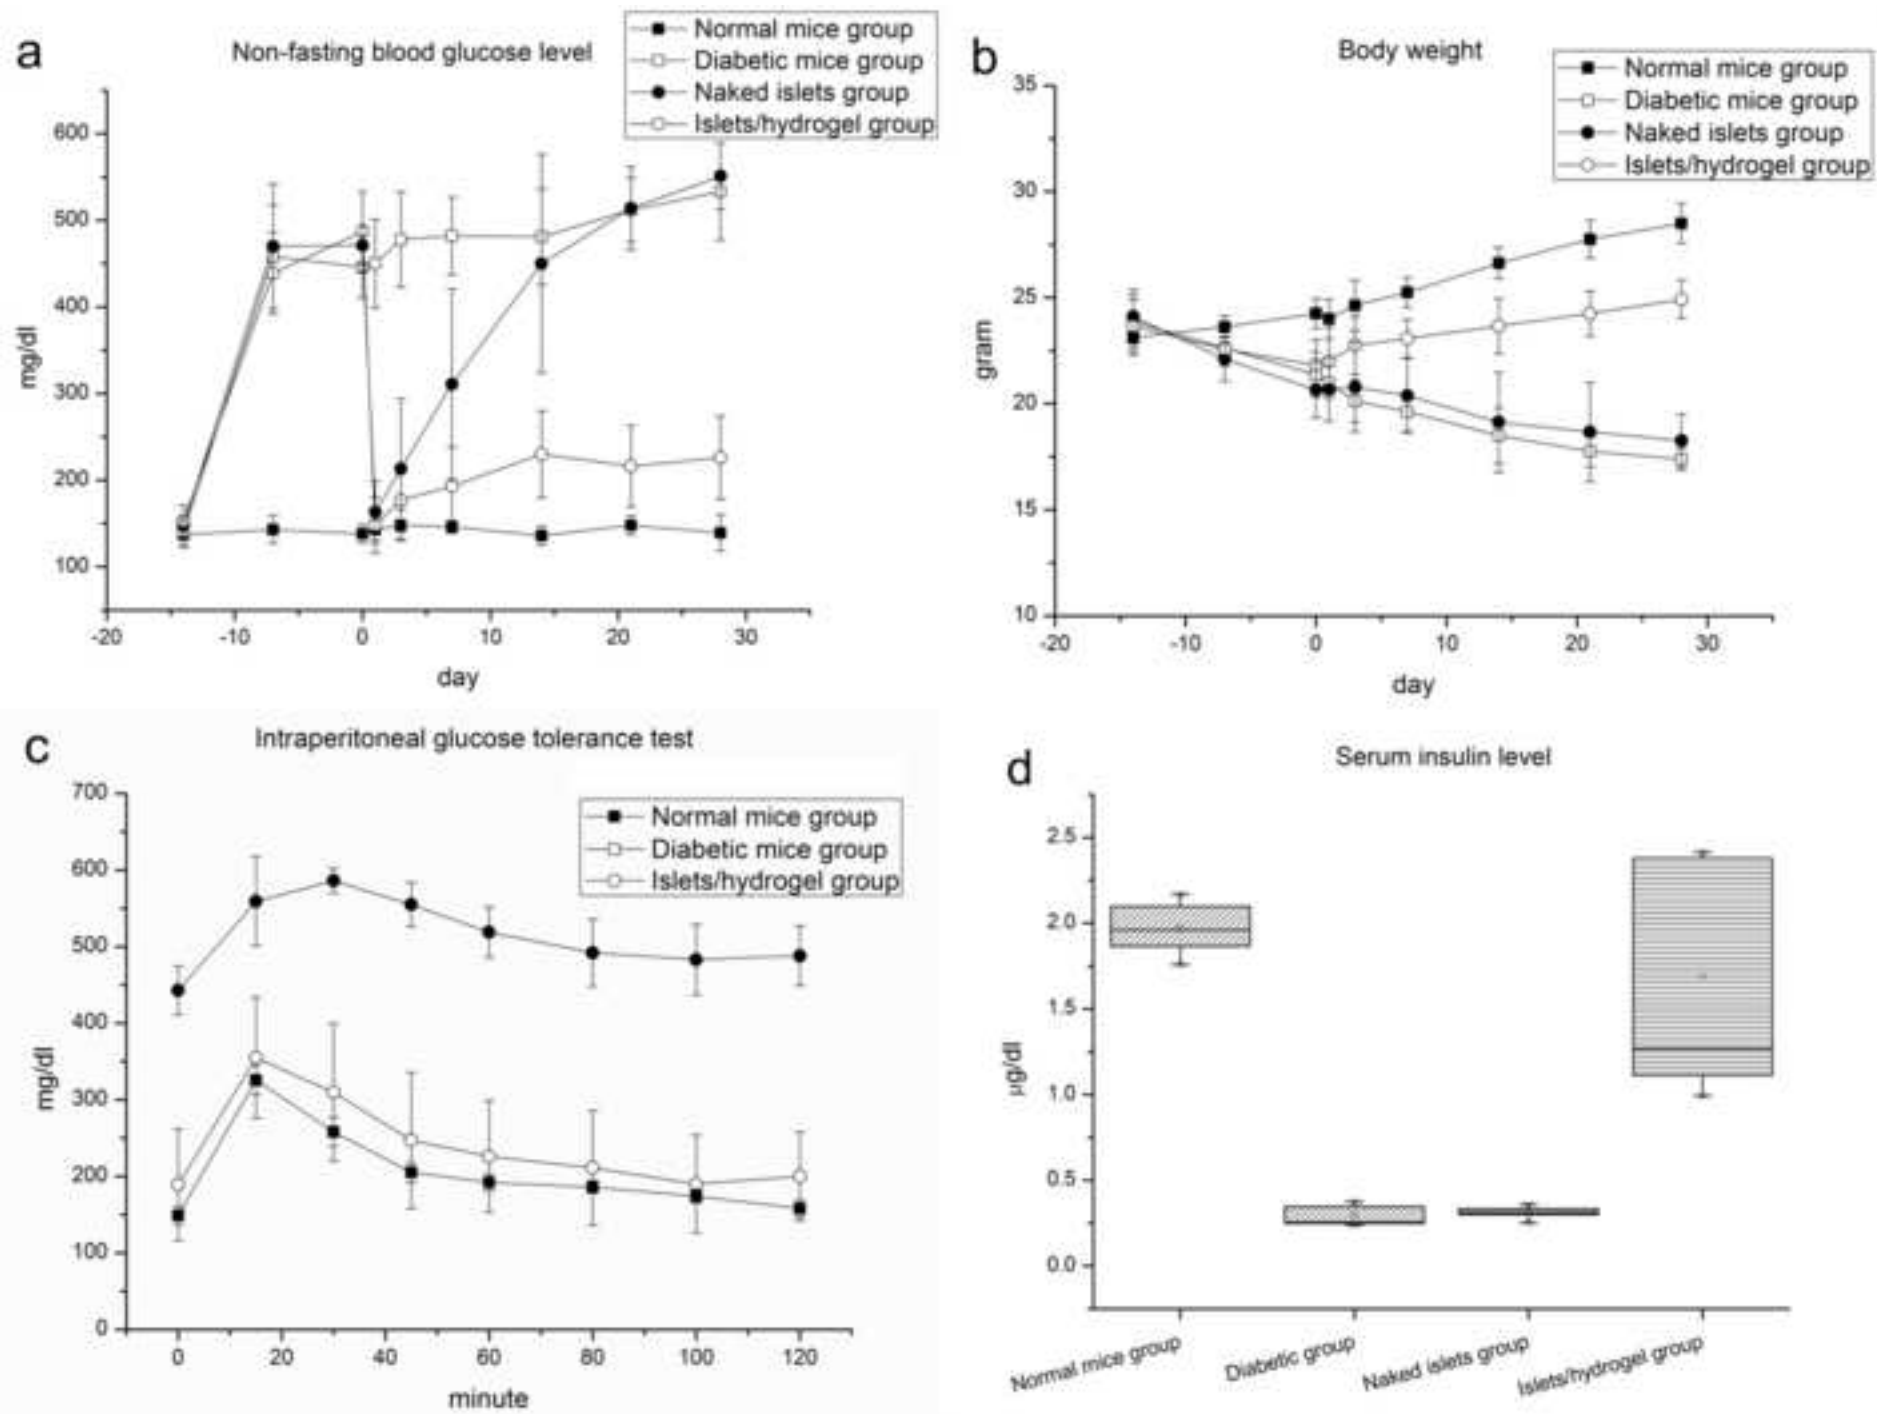 a
Non-fasting blood glucose level
Normal mice group
Diabetic mice group
Naked islets group
Islets/hydrogel group
600
500
400
300
200
100
mg/dl
-20
-10
0
10
20
30
day
b
Body weight
Normal mice group
Diabetic mice group
Naked islets group
Islets/hydrogel group
35
30
25
20
15
10
gram
-20
-10
0
10
20
30
day
c
Intraperitoneal glucose tolerance test
Normal mice group
Diabetic mice group
Islets/hydrogel group
700
600
500
400
300
200
100
0
mg/dl
0
20
40
60
80
100
120
minute
d
Serum insulin level
2.5
2.0
1.5
1.0
0.5
0.0
μg/dl
Normal mice group
Diabetic group
Naked islets group
Islets/hydrogel group